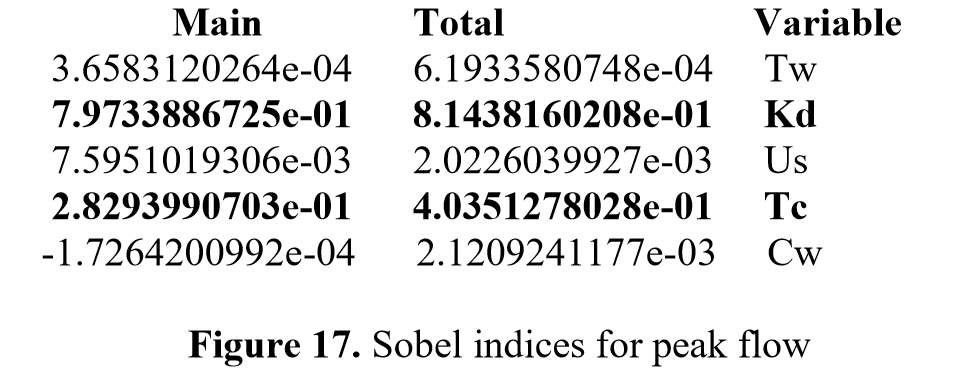 Main Total Variable
3.6583120264e-04 6.1933580748e-04 Tw
7.9733886725e-01 8.1438160208e-01 Kd
7.5951019306e-03 2.0226039927e-03 Us
2.8293990703e-01 4.0351278028e-01 Tc
-1.7264200992e-04 2.1209241177e-03 Cw
Figure 17. Sobel indices for peak flow